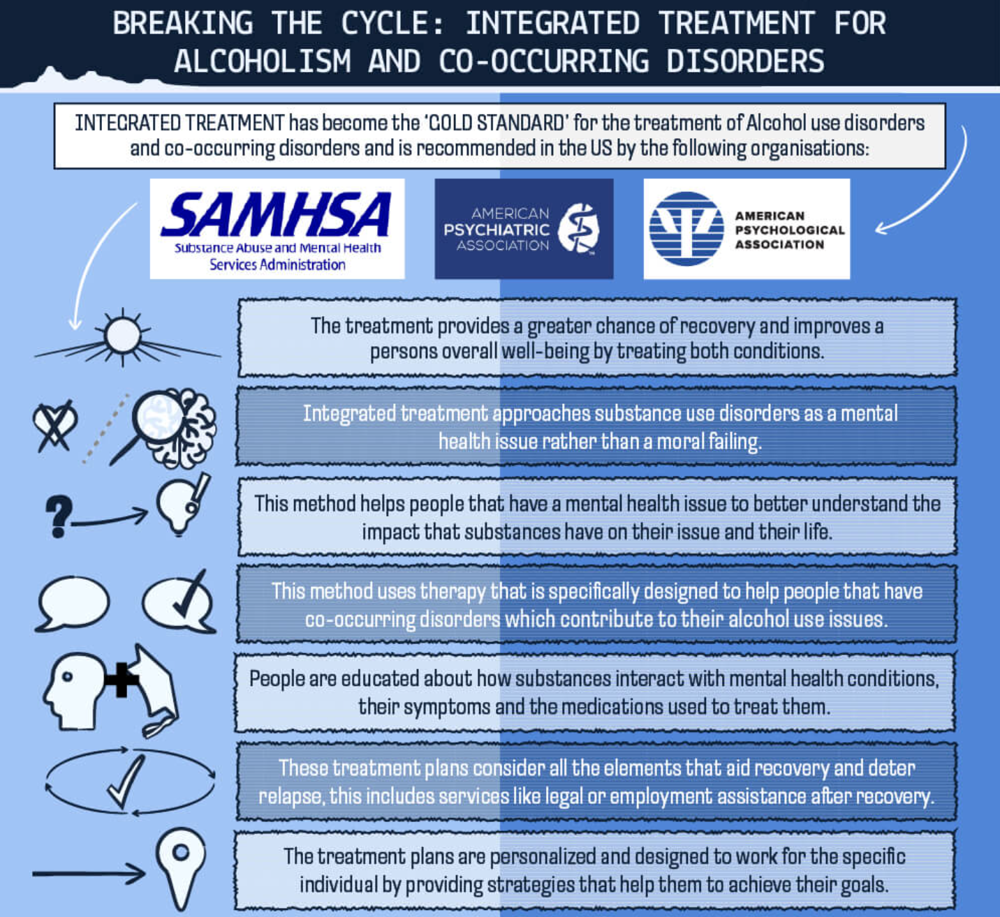 BREAKING THE CYCLE: INTEGRATED TREATMENT FOR
ALCOHOLISM AND CO-OCCURRING DISORDERS
INTEGRATED TREATMENT has become the 'GOLD STANDARD' for the treatment of Alcohol use disorders
and co-occurring disorders and is recommended in the US by the following organisations:
SAMHSA
Substance Abuse and Mental Health
Services Administration
AMERICAN
PSYCHIATRIC
ASSOCIATION
TM
AMERICAN
PSYCHOLOGICAL
ASSOCIATION
The treatment provides a greater chance of recovery and improves a
persons overall well-being by treating both conditions.
Integrated treatment approaches substance use disorders as a mental
health issue rather than a moral failing.
?
This method helps people that have a mental health issue to better understand the
impact that substances have on their issue and their life.
This method uses therapy that is specifically designed to help people that have
co-occurring disorders which contribute to their alcohol use issues.
People are educated about how substances interact with mental health conditions,
their symptoms and the medications used to treat them.
These treatment plans consider all the elements that aid recovery and deter
relapse, this includes services like legal or employment assistance after recovery.
The treatment plans are personalized and designed to work for the specific
individual by providing strategies that help them to achieve their goals.